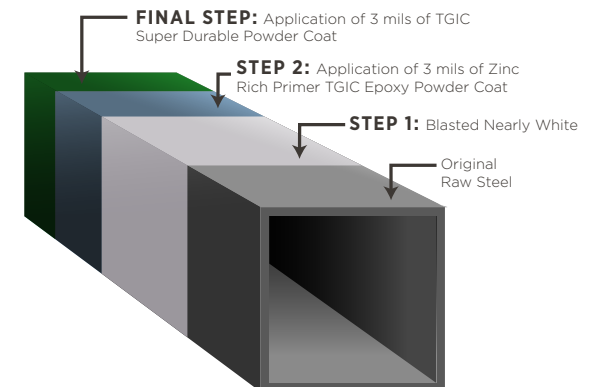 FINAL STEP: Application of 3 mils of TGIC
Super Durable Powder Coat
STEP 2: Application of 3 mils of Zinc
Rich Primer TGIC Epoxy Powder Coat
STEP 1: Blasted Nearly White
Original
Raw Steel